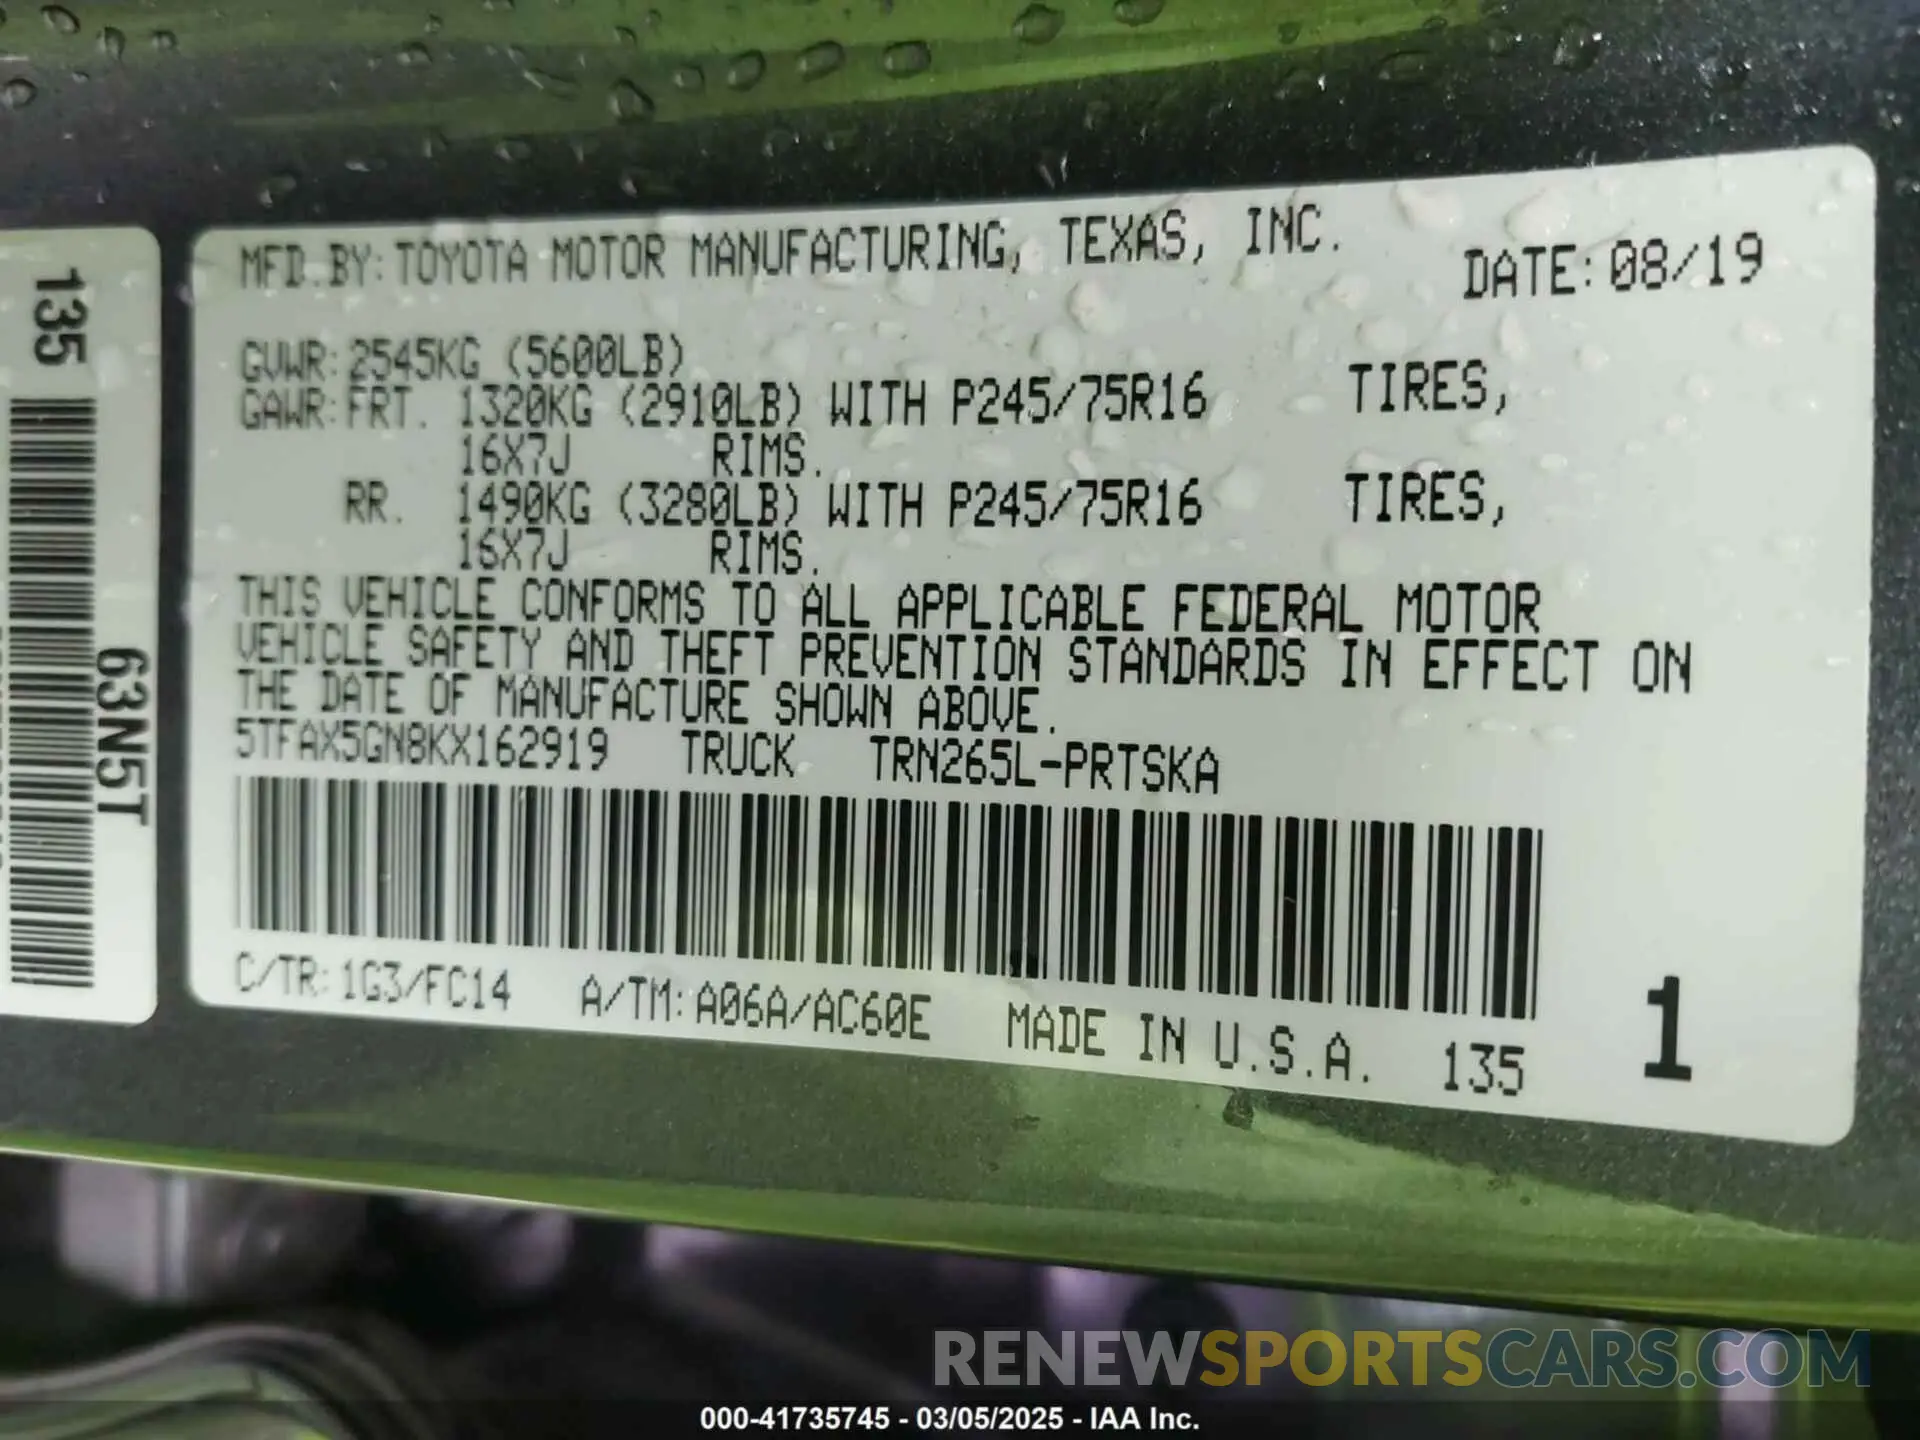 135
63N5T
MFD. BY: TOYOTA MOTOR MANUFACTURING, TEXAS, INC.
DATE: 08/19
GVWR: 2545KG (5600LB)
GAWR: FRT. 1320KG (2910LB) WITH P245/75R16 TIRES,
16X7J RIMS.
RR. 1490KG (3280LB) WITH P245/75R16 TIRES,
16X7J RIMS.
THIS VEHICLE CONFORMS TO ALL APPLICABLE FEDERAL MOTOR
VEHICLE SAFETY AND THEFT PREVENTION STANDARDS IN EFFECT ON
THE DATE OF MANUFACTURE SHOWN ABOVE.
5TFAX5GN8KX162919 TRUCK TRN265L-PRTSKA
C/TR: 1G3/FC14 A/TM: A06A/AC60E MADE IN U.S.A. 135
1
RENEWSPORTSCARS.COM
000-41735745 - 03/05/2025 - IAA Inc.